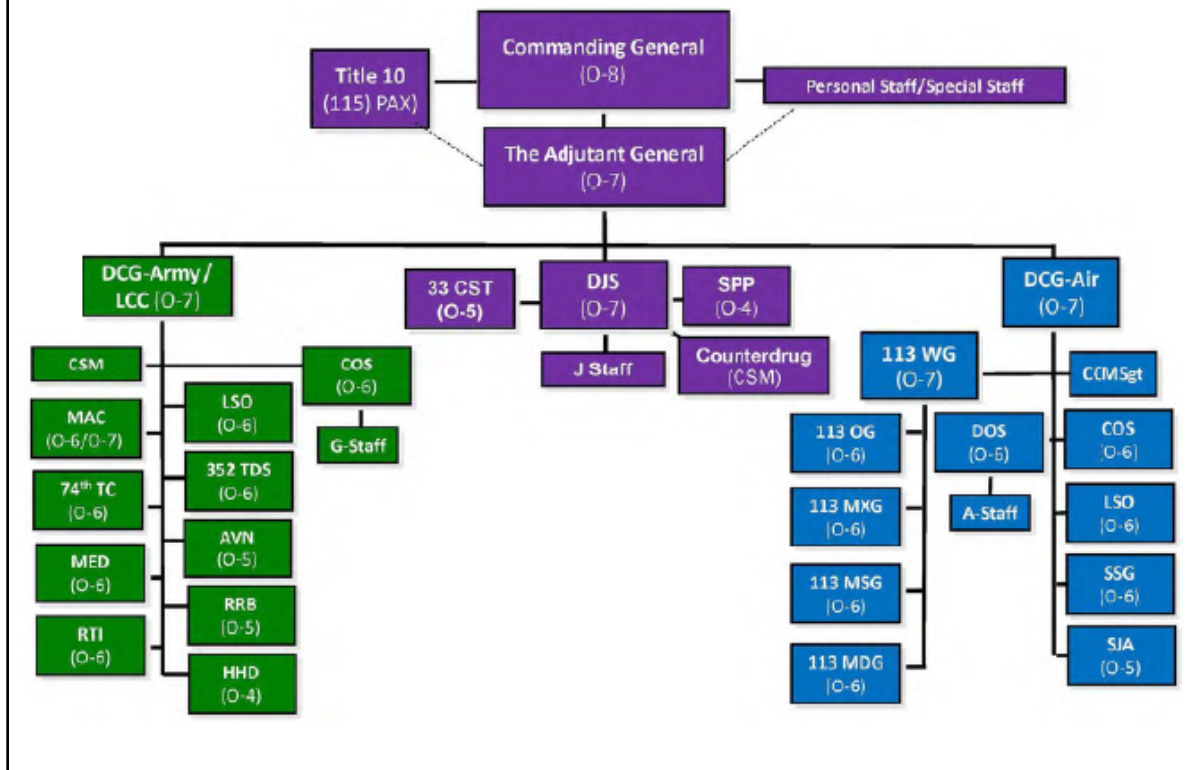 Commanding General
(O-8)
Title 10
(115) PAX)
Personal Staff/Special Staff
The Adjutant General
(O-7)
DCG-Army/
LCC (O-7)
33 CST
(O-5)
DJS
(O-7)
SPP
(O-4)
DCG-Air
(O-7)
J Staff
Counterdrug
(CSM)
CSM
COS
(O-6)
G-Staff
MAC
(O-6/O-7)
LSO
(O-6)
74th TC
(O-6)
352 TDS
(O-6)
MED
(O-6)
AVN
(O-5)
RTI
(O-6)
RRB
(O-5)
HHD
(O-4)
113 WG
(O-7)
CCMSgt
113 OG
(O-6)
DOS
(O-6)
COS
(O-6)
A-Staff
113 MXG
(O-6)
LSO
(O-6)
113 MSG
(O-6)
SSG
(O-6)
113 MDG
(O-6)
SJA
(O-5)